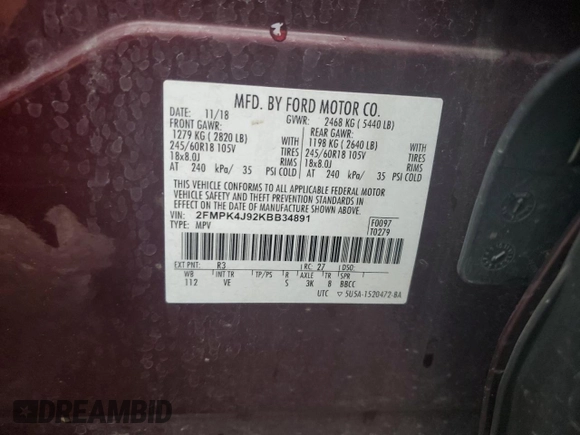 MFD. BY FORD MOTOR CO.
DATE: 11/18
GVWR: 2468 KG ( 5440 LB)
FRONT GAWR: REAR GAWR:
1279 KG ( 2820 LB) 1198 KG ( 2640 LB)
245/60R18 105V TIRES 245/60R18 105V TIRES
18x8.0J RIMS 18x8.0J RIMS
AT 240 kPa/ 35 PSI COLD AT 240 kPa/ 35 PSI COLD
THIS VEHICLE CONFORMS TO ALL APPLICABLE FEDERAL MOTOR
VEHICLE SAFETY AND THEFT PREVENTION STANDARDS
IN EFFECT ON THE DATE OF MANUFACTURE SHOWN ABOVE.
VIN: 2FMPK4J92KBB34891
TYPE: MPV
F0097
T0279
EXT PNT: R3 RC: 27 DSO:
WB INT TR TP/PS R AXLE TR SPR
112 VE S 3K 8 BBCC
UTC ▽ 5U5A-1520472-BA
DREAMBID